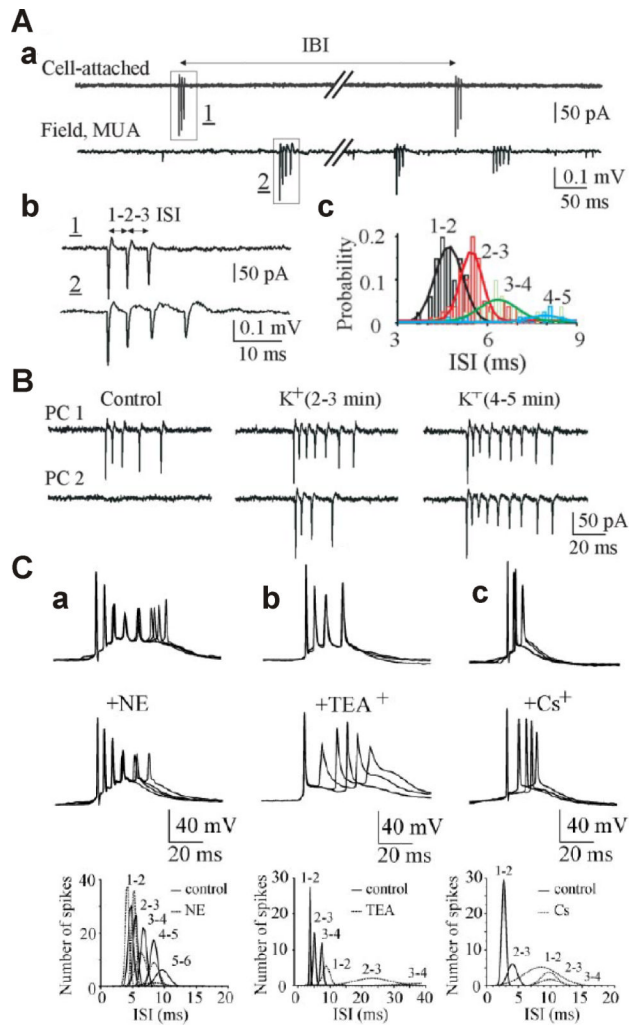 A
a
IBI
Cell-attached
1
50 pA
Field, MUA
2
0.1 mV
50 ms
b
1-2-3 ISI
1
50 pA
2
0.1 mV
10 ms
c
Probability
0.2
0.1
0
1-2
2-3
3-4
4-5
3 6 9
ISI (ms)
B
Control K+(2-3 min) K+(4-5 min)
PC 1
PC 2
50 pA
20 ms
C
a b c
+NE +TEA+ +Cs+
40 mV 40 mV 40 mV
20 ms 20 ms 20 ms
Number of spikes
40
20
0
1-2
2-3
3-4
4-5
5-6
control
NE
0 5 10 15 20
ISI (ms)
Number of spikes
30
20
10
0
1-2
2-3
3-4
1-2
2-3
3-4
control
TEA
0 10 20 30 40
ISI (ms)
Number of spikes
30
20
10
0
1-2
2-3
1-2
2-3
3-4
control
Cs
0 5 10 15 20
ISI (ms)